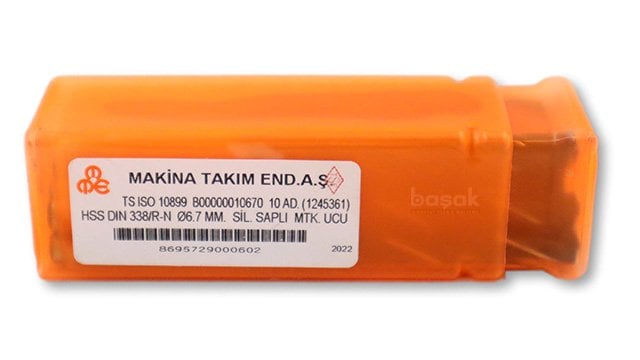 MAKİNA TAKIM END.A.Ş
TS ISO 10899 B00000010670 10 AD. (1245361)
HSS DIN 338/R-N Ø6.7 MM. SİL. SAPLI MTK. UCU
8695729000602
2022
başak